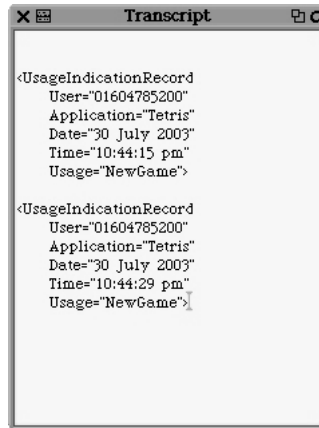 Transcript
<UsageIndicationRecord
User="01604785200"
Application="Tetris"
Date="30 July 2003"
Time="10:44:15 pm"
Usage="NewGame">
<UsageIndicationRecord
User="01604785200"
Application="Tetris"
Date="30 July 2003"
Time="10:44:29 pm"
Usage="NewGame">